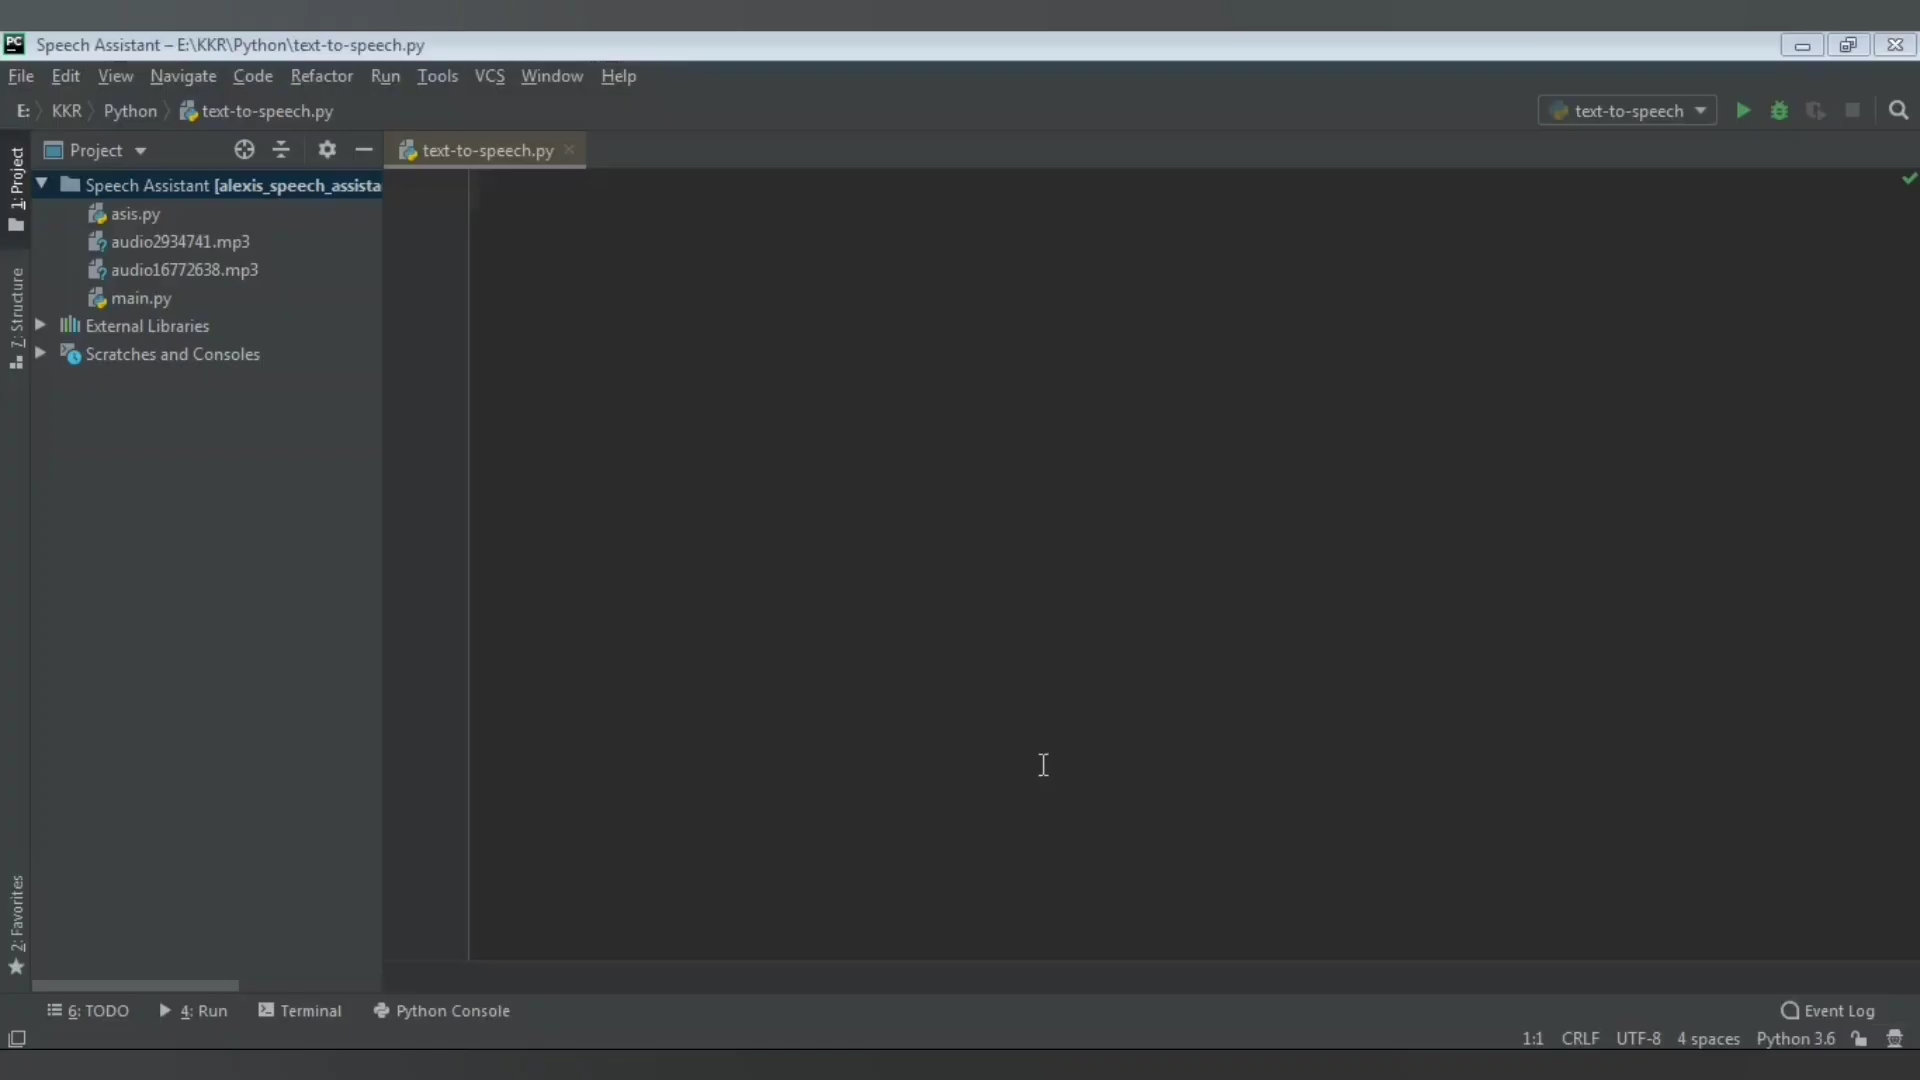 PC Speech Assistant – E:\KKR\Python\text-to-speech.py
File Edit View Navigate Code Refactor Run Tools VCS Window Help
E: KKR Python text-to-speech.py
text-to-speech
Project
text-to-speech.py
1: Project
Speech Assistant [alexis_speech_assista
asis.py
audio2934741.mp3
audio16772638.mp3
main.py
External Libraries
Scratches and Consoles
7: Structure
2: Favorites
6: TODO 4: Run Terminal Python Console
Event Log
1:1 CRLF UTF-8 4 spaces Python 3.6